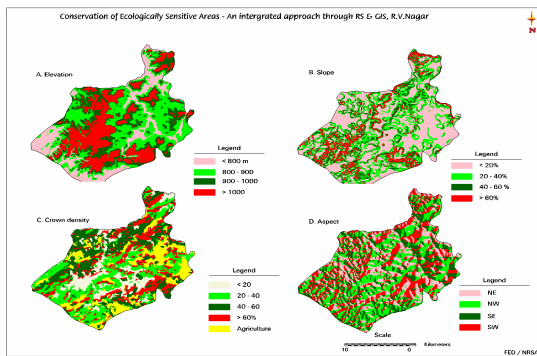 Conservation of Ecologically Sensitive Areas - An intergrated approach through RS & GIS, R.V.Nagar
N
A. Elevation
Legend
< 800 m
800 - 900
900 - 1000
> 1000
B. Slope
Legend
< 20%
20 - 40%
40 - 60 %
> 60%
C. Crown density
Legend
< 20
20 - 40
40 - 60
> 60%
Agriculture
D. Aspect
Legend
NE
NW
SE
SW
Scale
10 0 Kilometers
FED / NRSA